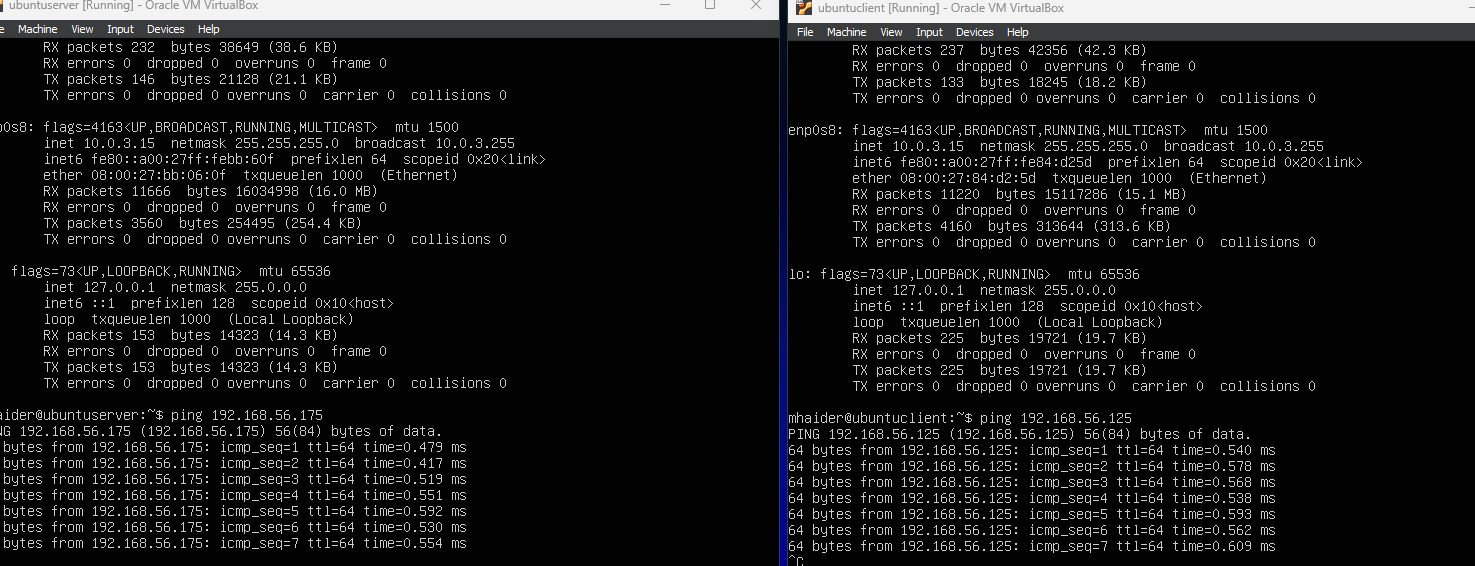 ubuntuserver [Running] - Oracle VM VirtualBox
Machine View Input Devices Help
RX packets 232 bytes 38649 (38.6 KB)
RX errors 0 dropped 0 overruns 0 frame 0
TX packets 146 bytes 21128 (21.1 KB)
TX errors 0 dropped 0 overruns 0 carrier 0 collisions 0
p0s8: flags=4163<UP,BROADCAST,RUNNING,MULTICAST> mtu 1500
inet 10.0.3.15 netmask 255.255.255.0 broadcast 10.0.3.255
inet6 fe80::a00:27ff:febb:60f prefixlen 64 scopeid 0x20<link>
ether 08:00:27:bb:06:0f txqueuelen 1000 (Ethernet)
RX packets 11666 bytes 16034998 (16.0 MB)
RX errors 0 dropped 0 overruns 0 frame 0
TX packets 3560 bytes 254495 (254.4 KB)
TX errors 0 dropped 0 overruns 0 carrier 0 collisions 0
flags=73<UP,LOOPBACK,RUNNING> mtu 65536
inet 127.0.0.1 netmask 255.0.0.0
inet6 ::1 prefixlen 128 scopeid 0x10<host>
loop txqueuelen 1000 (Local Loopback)
RX packets 153 bytes 14323 (14.3 KB)
RX errors 0 dropped 0 overruns 0 frame 0
TX packets 153 bytes 14323 (14.3 KB)
TX errors 0 dropped 0 overruns 0 carrier 0 collisions 0
aider@ubuntuserver:~$ ping 192.168.56.175
NG 192.168.56.175 (192.168.56.175) 56(84) bytes of data.
bytes from 192.168.56.175: icmp_seq=1 ttl=64 time=0.479 ms
bytes from 192.168.56.175: icmp_seq=2 ttl=64 time=0.417 ms
bytes from 192.168.56.175: icmp_seq=3 ttl=64 time=0.519 ms
bytes from 192.168.56.175: icmp_seq=4 ttl=64 time=0.551 ms
bytes from 192.168.56.175: icmp_seq=5 ttl=64 time=0.592 ms
bytes from 192.168.56.175: icmp_seq=6 ttl=64 time=0.530 ms
bytes from 192.168.56.175: icmp_seq=7 ttl=64 time=0.554 ms
ubuntuclient [Running] - Oracle VM VirtualBox
File Machine View Input Devices Help
RX packets 237 bytes 42356 (42.3 KB)
RX errors 0 dropped 0 overruns 0 frame 0
TX packets 133 bytes 18245 (18.2 KB)
TX errors 0 dropped 0 overruns 0 carrier 0 collisions 0
enp0s8: flags=4163<UP,BROADCAST,RUNNING,MULTICAST> mtu 1500
inet 10.0.3.15 netmask 255.255.255.0 broadcast 10.0.3.255
inet6 fe80::a00:27ff:fe84:d25d prefixlen 64 scopeid 0x20<link>
ether 08:00:27:84:d2:5d txqueuelen 1000 (Ethernet)
RX packets 11220 bytes 15117286 (15.1 MB)
RX errors 0 dropped 0 overruns 0 frame 0
TX packets 4160 bytes 313644 (313.6 KB)
TX errors 0 dropped 0 overruns 0 carrier 0 collisions 0
lo: flags=73<UP,LOOPBACK,RUNNING> mtu 65536
inet 127.0.0.1 netmask 255.0.0.0
inet6 ::1 prefixlen 128 scopeid 0x10<host>
loop txqueuelen 1000 (Local Loopback)
RX packets 225 bytes 19721 (19.7 KB)
RX errors 0 dropped 0 overruns 0 frame 0
TX packets 225 bytes 19721 (19.7 KB)
TX errors 0 dropped 0 overruns 0 carrier 0 collisions 0
mhaider@ubuntuclient:~$ ping 192.168.56.125
PING 192.168.56.125 (192.168.56.125) 56(84) bytes of data.
64 bytes from 192.168.56.125: icmp_seq=1 ttl=64 time=0.540 ms
64 bytes from 192.168.56.125: icmp_seq=2 ttl=64 time=0.578 ms
64 bytes from 192.168.56.125: icmp_seq=3 ttl=64 time=0.568 ms
64 bytes from 192.168.56.125: icmp_seq=4 ttl=64 time=0.538 ms
64 bytes from 192.168.56.125: icmp_seq=5 ttl=64 time=0.593 ms
64 bytes from 192.168.56.125: icmp_seq=6 ttl=64 time=0.562 ms
64 bytes from 192.168.56.125: icmp_seq=7 ttl=64 time=0.609 ms
^C